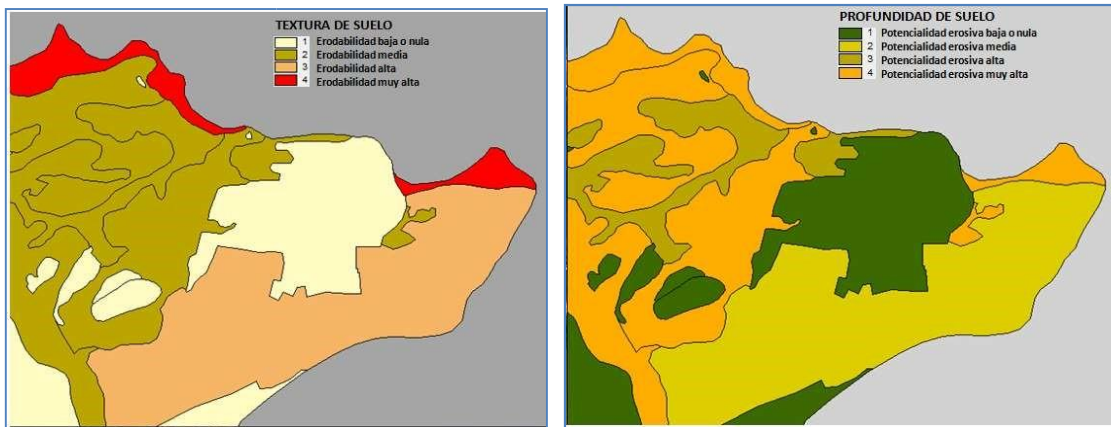 TEXTURA DE SUELO
1 Erodabilidad baja o nula
2 Erodabilidad media
3 Erodabilidad alta
4 Erodabilidad muy alta
PROFUNDIDAD DE SUELO
1 Potencialidad erosiva baja o nula
2 Potencialidad erosiva media
3 Potencialidad erosiva alta
4 Potencialidad erosiva muy alta